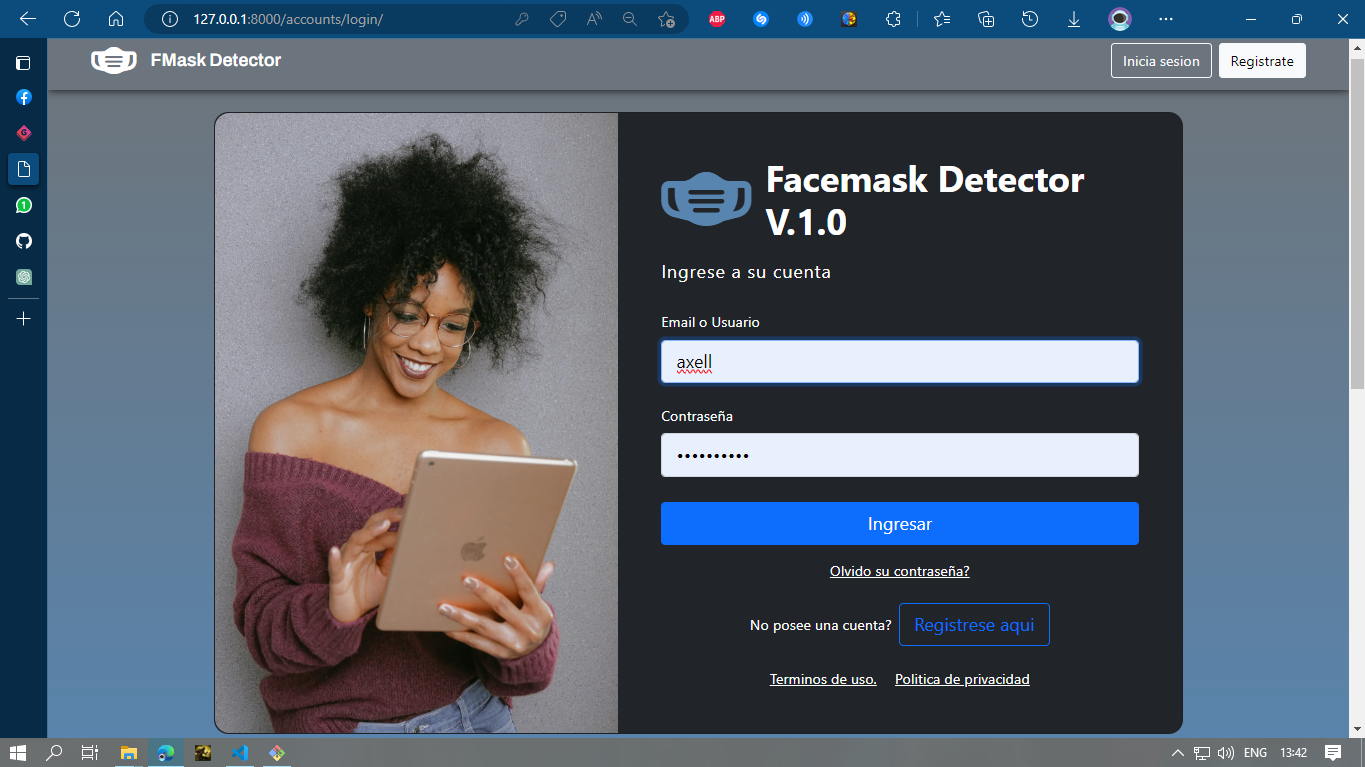 127.0.0.1:8000/accounts/login/
ABP
FMask Detector
Inicia sesion
Registrate
G
1
Facemask Detector
V.1.0
Ingrese a su cuenta
Email o Usuario
axell
Contraseña
••••••••••
Ingresar
Olvido su contraseña?
No posee una cuenta?
Registrese aqui
Terminos de uso.
Politica de privacidad
ENG
13:42